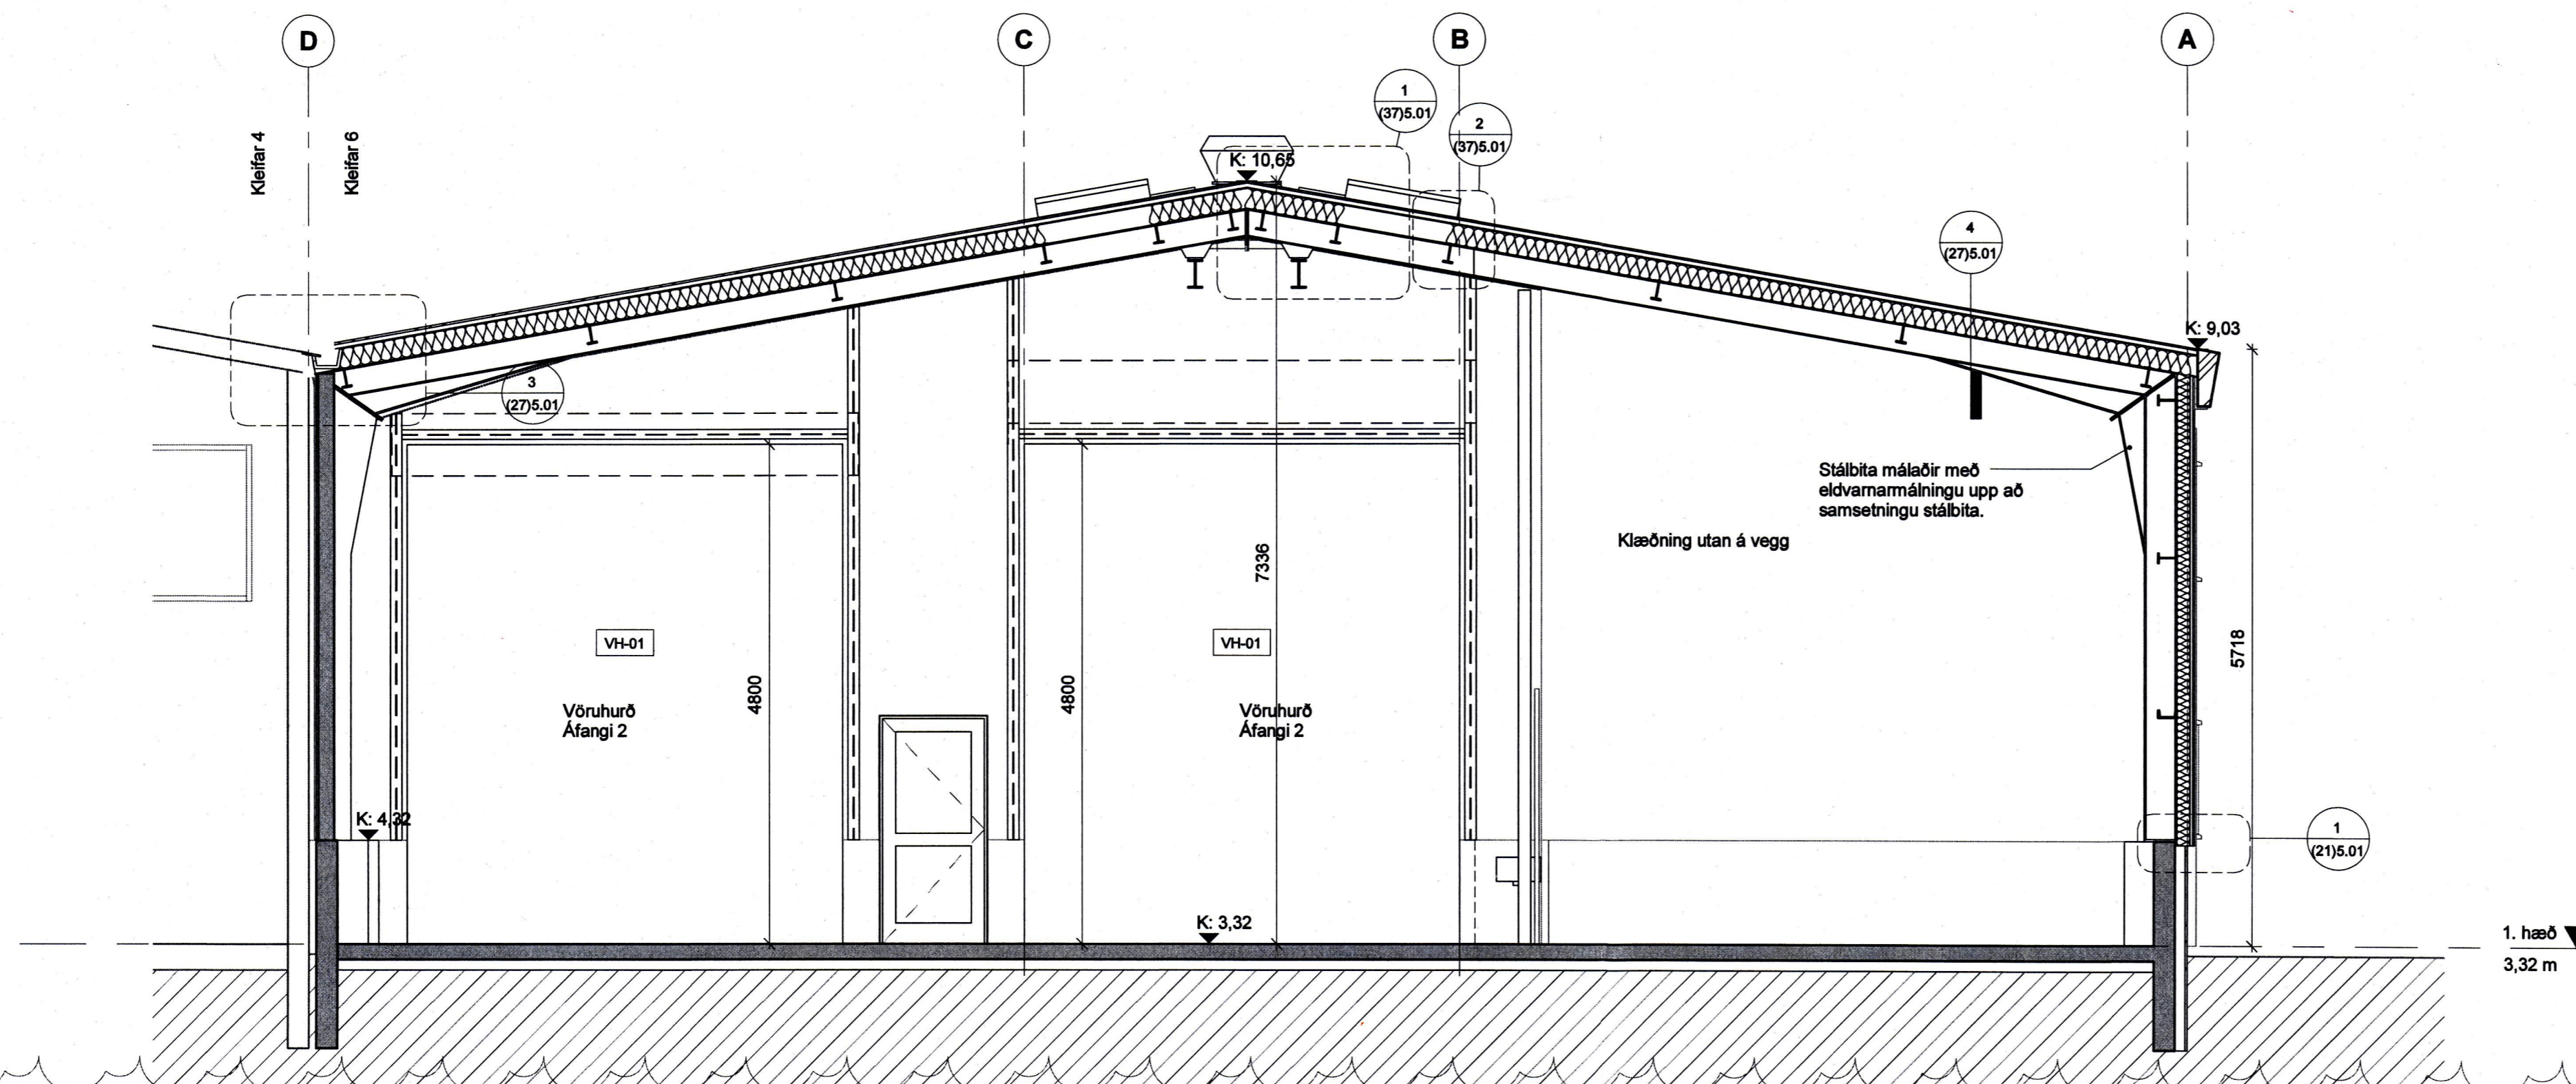 D
C
B
A
Kleifar 4
Kleifar 6
1
(37)5.01
2
(37)5.01
K: 10,65
4
(27)5.01
K: 9,03
3
(27)5.01
Stálbita málaðir með
eldvarnarmálningu upp að
samsetningu stálbita.
Klæðning utan á vegg
7336
VH-01
VH-01
5718
4800
4800
Vöruhurð
Áfangi 2
Vöruhurð
Áfangi 2
K: 4,32
1
(21)5.01
K: 3,32
1. hæð
3,32 m